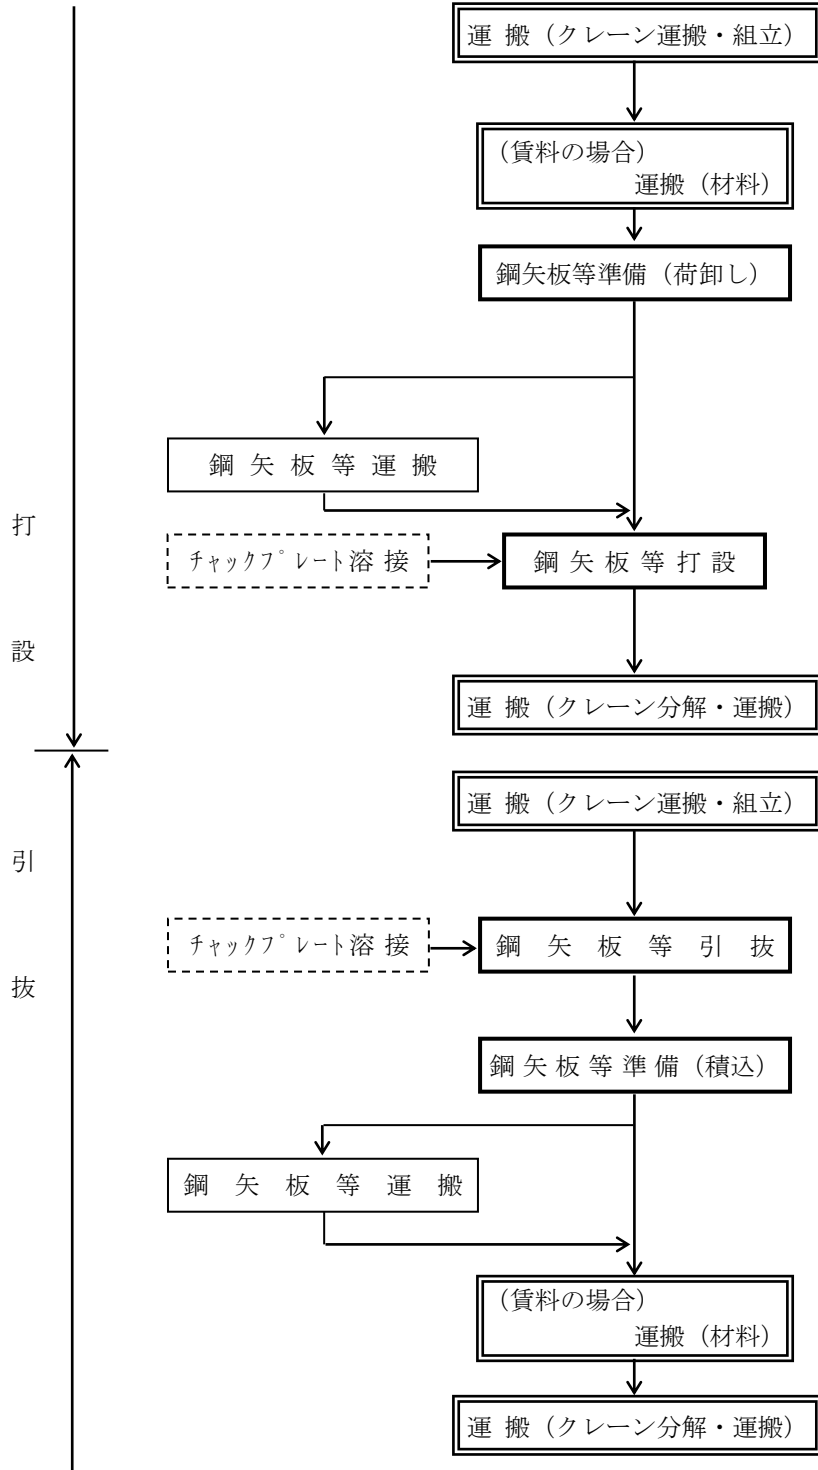 運 搬（クレーン運搬・組立）
（賃料の場合）
運搬（材料）
鋼矢板等準備（荷卸し）
鋼 矢 板 等 運 搬
打
設
ﾁｬｯｸﾌﾟﾚｰﾄ溶 接
鋼 矢 板 等 打 設
運 搬（クレーン分解・運搬）
運 搬（クレーン運搬・組立）
引
抜
ﾁｬｯｸﾌﾟﾚｰﾄ溶 接
鋼 矢 板 等 引 抜
鋼 矢 板 等 準 備（積込）
鋼 矢 板 等 運 搬
（賃料の場合）
運搬（材料）
運 搬（クレーン分解・運搬）